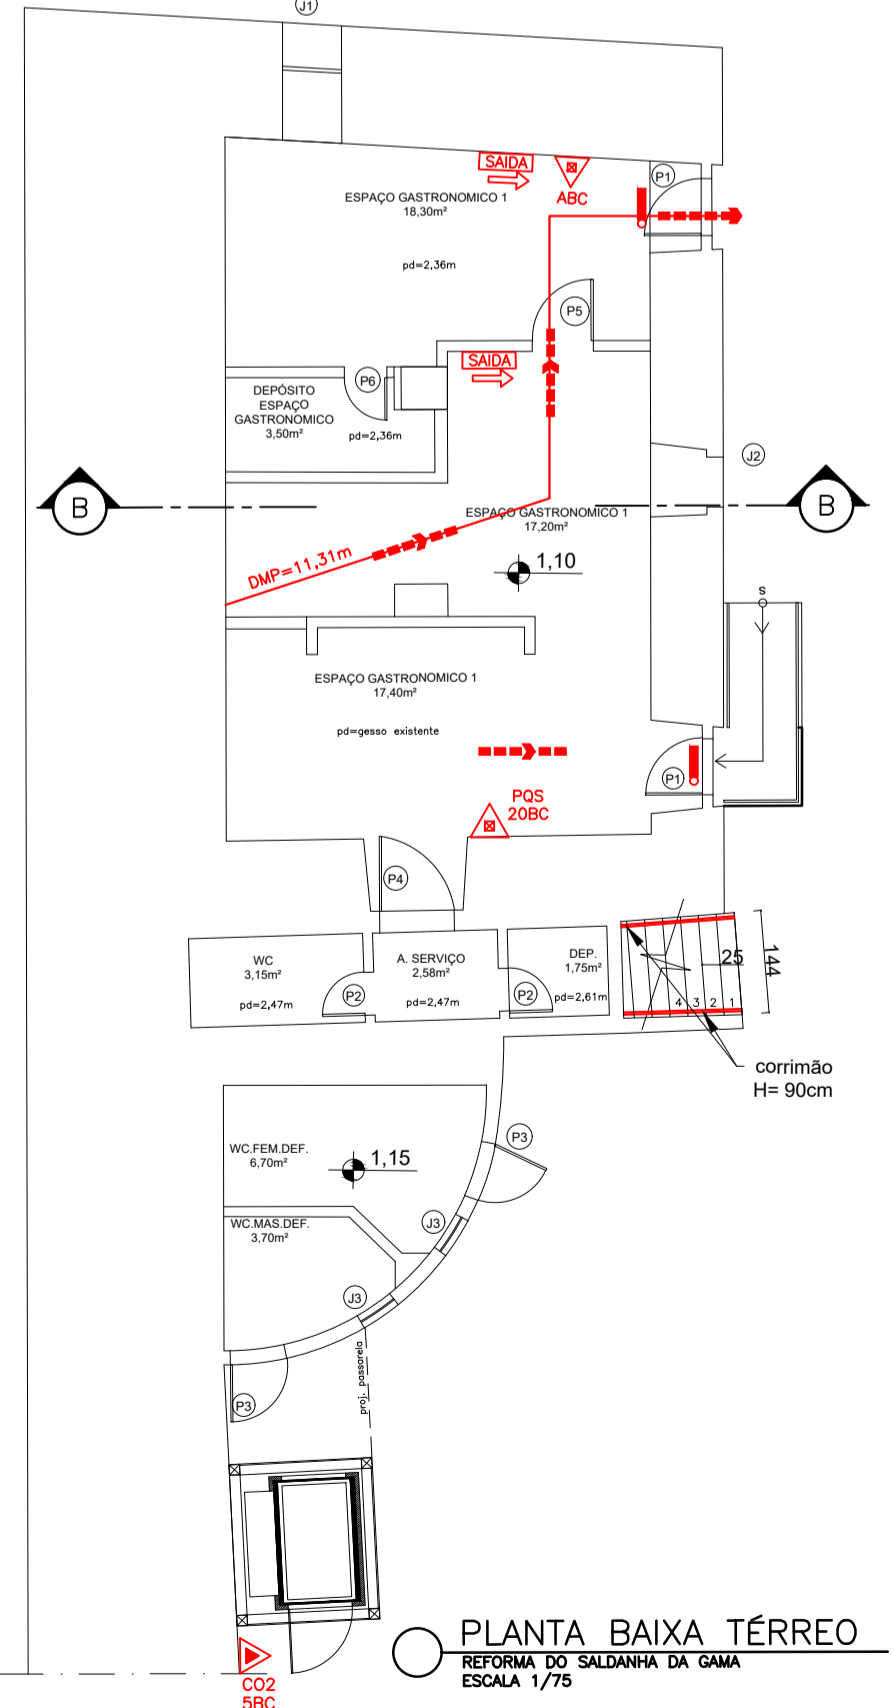 J1
SAIDA
ABC
P1
ESPAÇO GASTRONOMICO 1
18,30m²
pd=2,36m
P5
SAIDA
P6
DEPÓSITO
ESPAÇO
GASTRONOMICO
3,50m²
pd=2,36m
J2
B
B
ESPAÇO GASTRONOMICO 1
17,20m²
DMP=11,31m
1,10
s
ESPAÇO GASTRONOMICO 1
17,40m²
pd=gesso existente
P1
PQS
20BC
P4
WC
3,15m²
pd=2,47m
P2
A. SERVIÇO
2,58m²
pd=2,47m
P2
DEP.
1,75m²
pd=2,61m
25
144
4 3 2 1
corrimão
H= 90cm
P3
WC.FEM.DEF.
6,70m²
1,15
WC.MAS.DEF.
3,70m²
J3
J3
proj. passarela
P3
CO2
5BC
PLANTA BAIXA TÉRREO
REFORMA DO SALDANHA DA GAMA
ESCALA 1/75